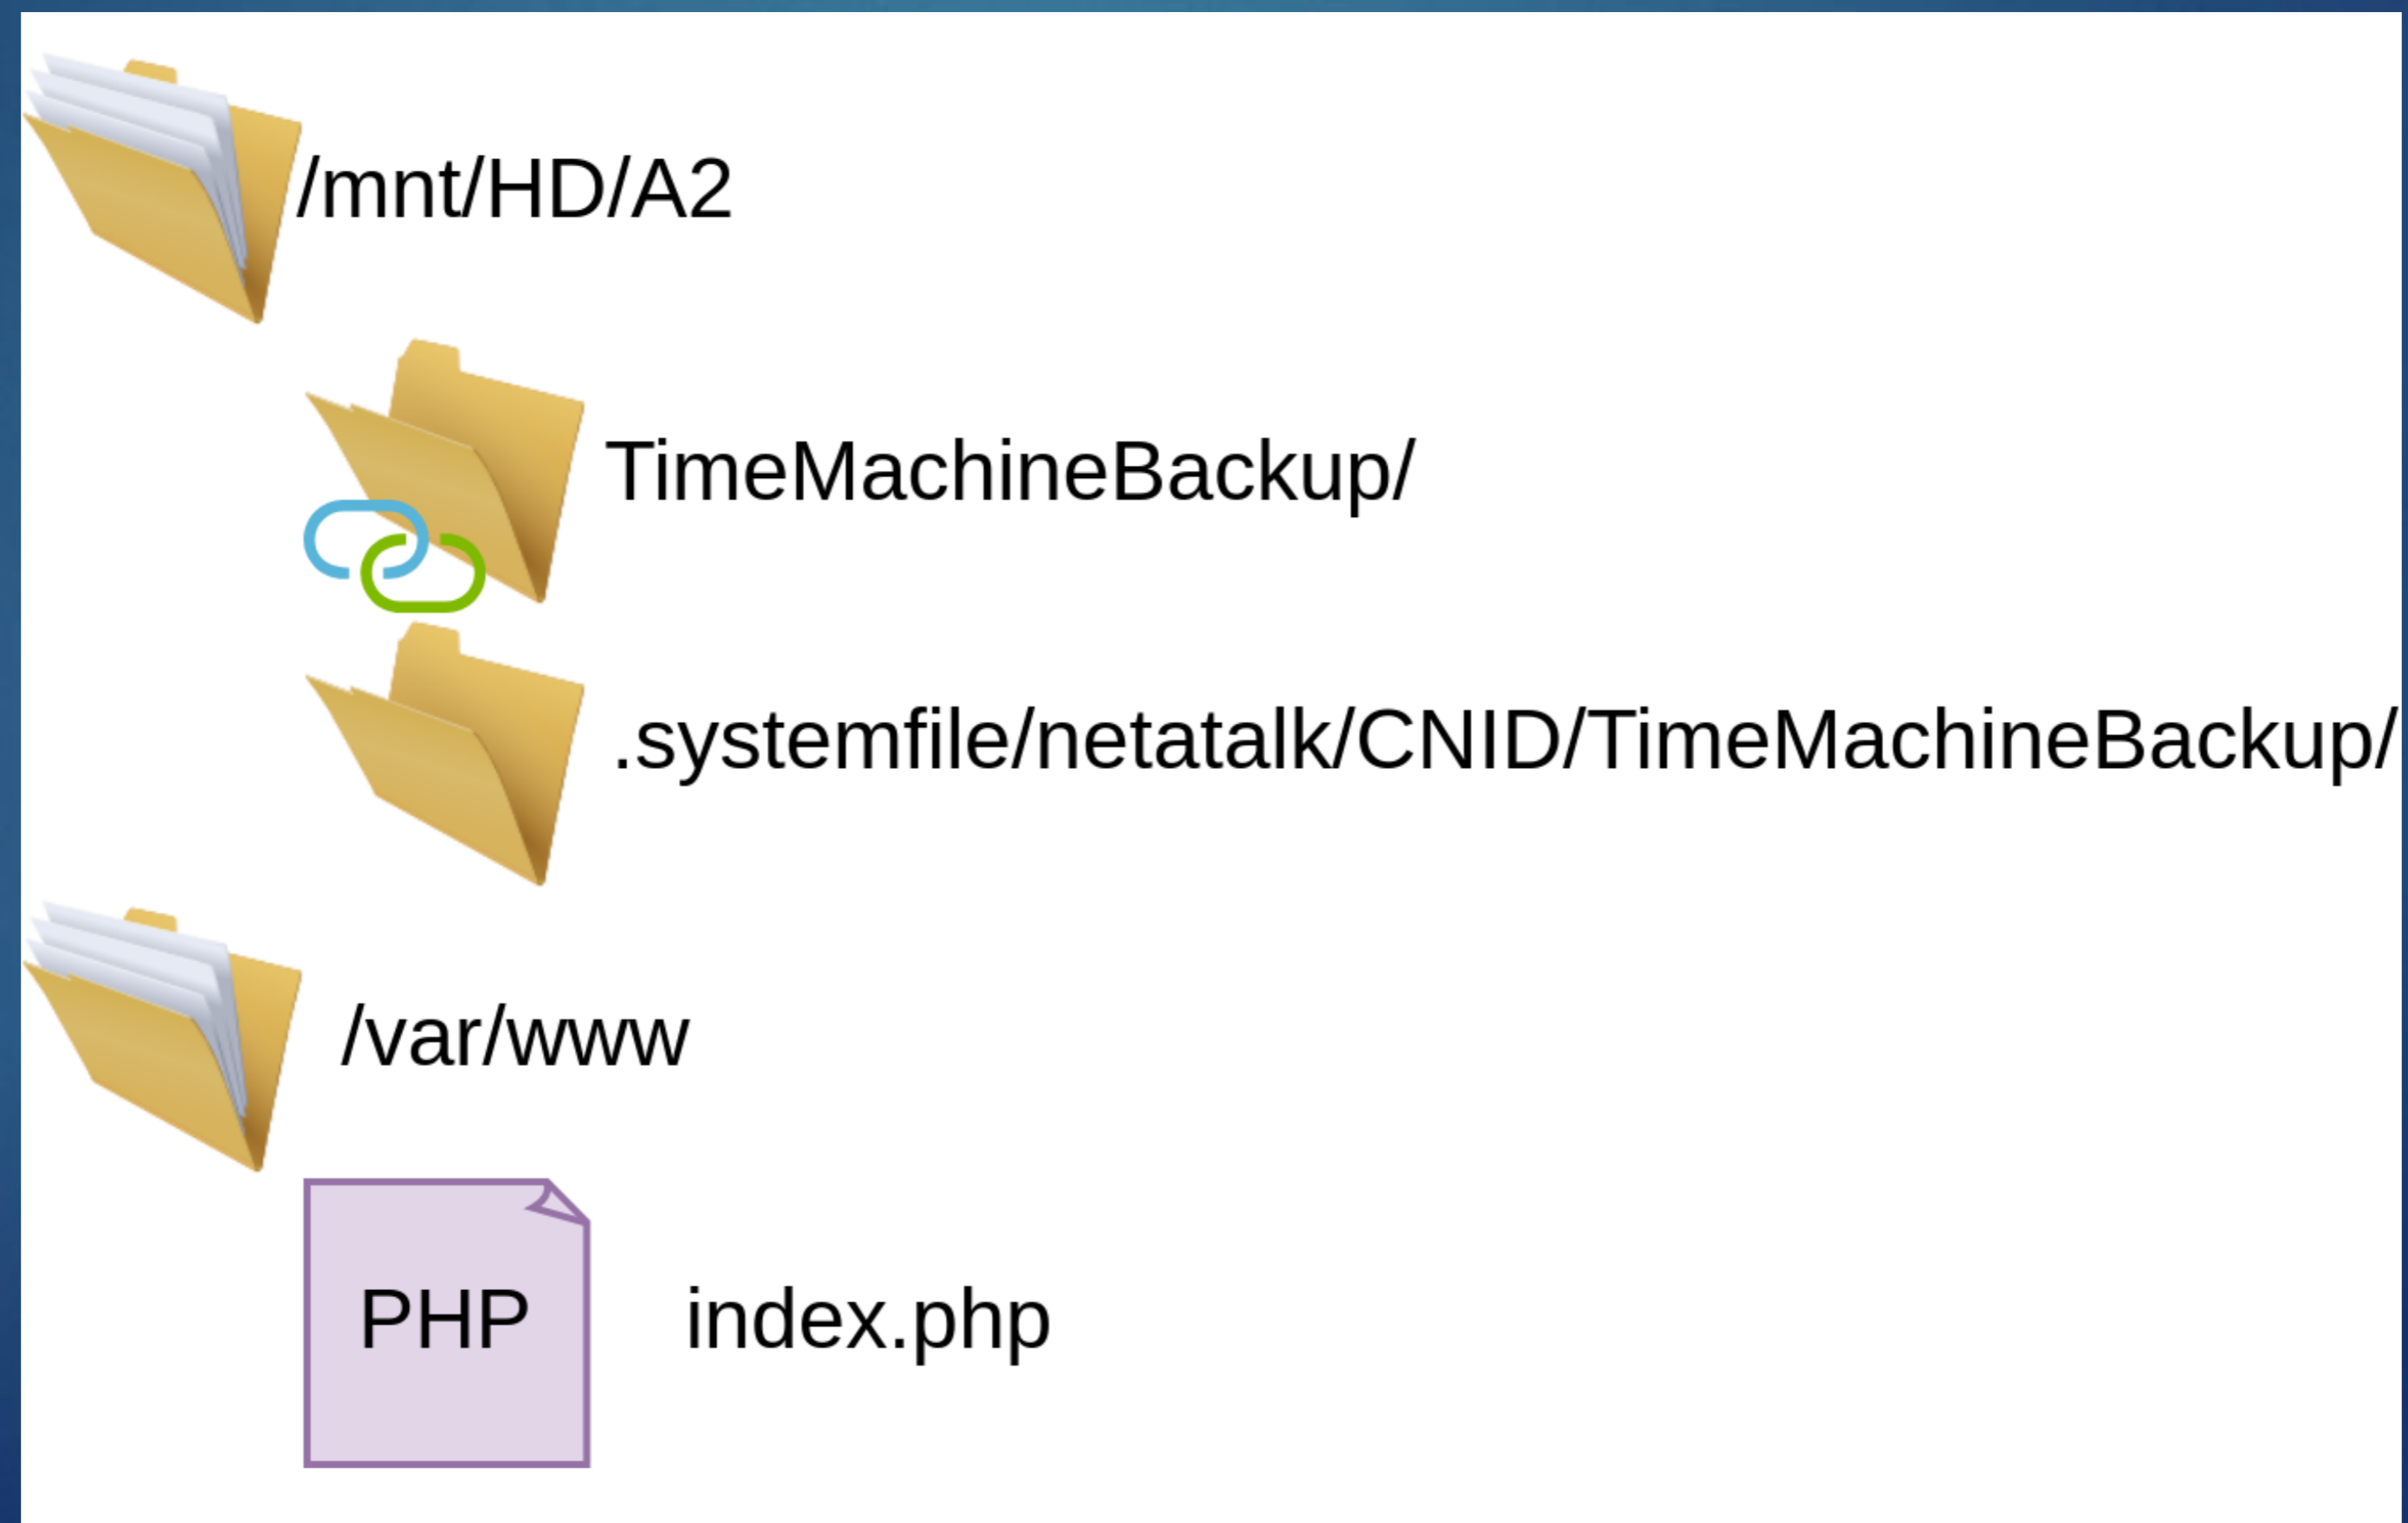 /mnt/HD/A2
TimeMachineBackup/
.systemfile/netatalk/CNID/TimeMachineBackup/
/var/www
PHP
index.php